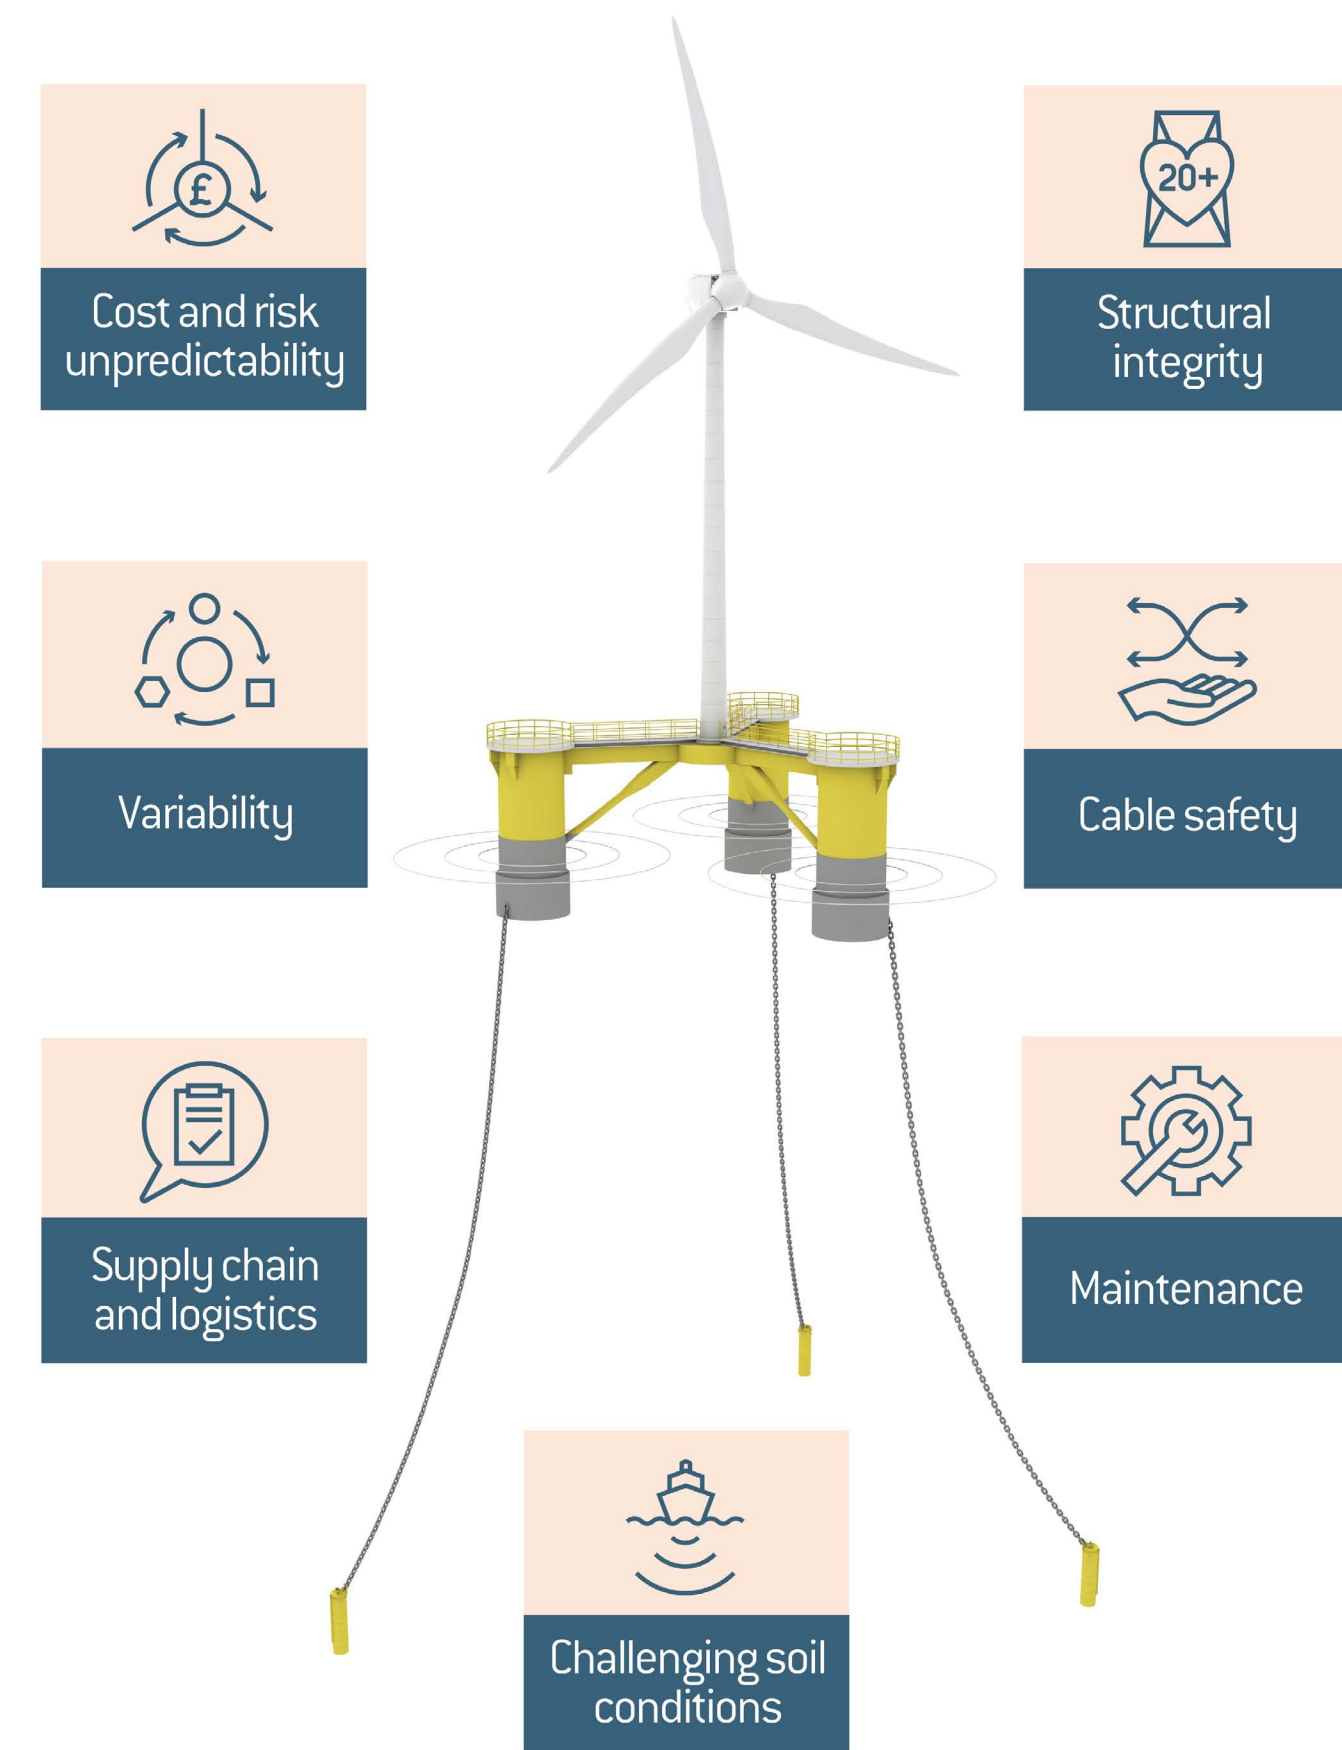 £
Cost and risk
unpredictability
20+
Structural
integrity
Variability
Cable safety
Supply chain
and logistics
Maintenance
Challenging soil
conditions